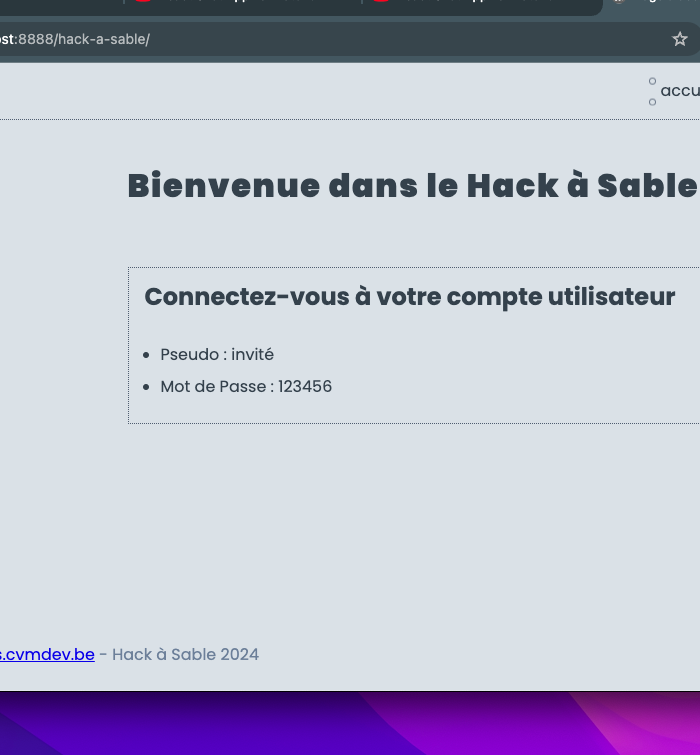 st:8888/hack-a-sable/
accu
Bienvenue dans le Hack à Sable
Connectez-vous à votre compte utilisateur
Pseudo : invité
Mot de Passe : 123456
s.cvmdev.be - Hack à Sable 2024